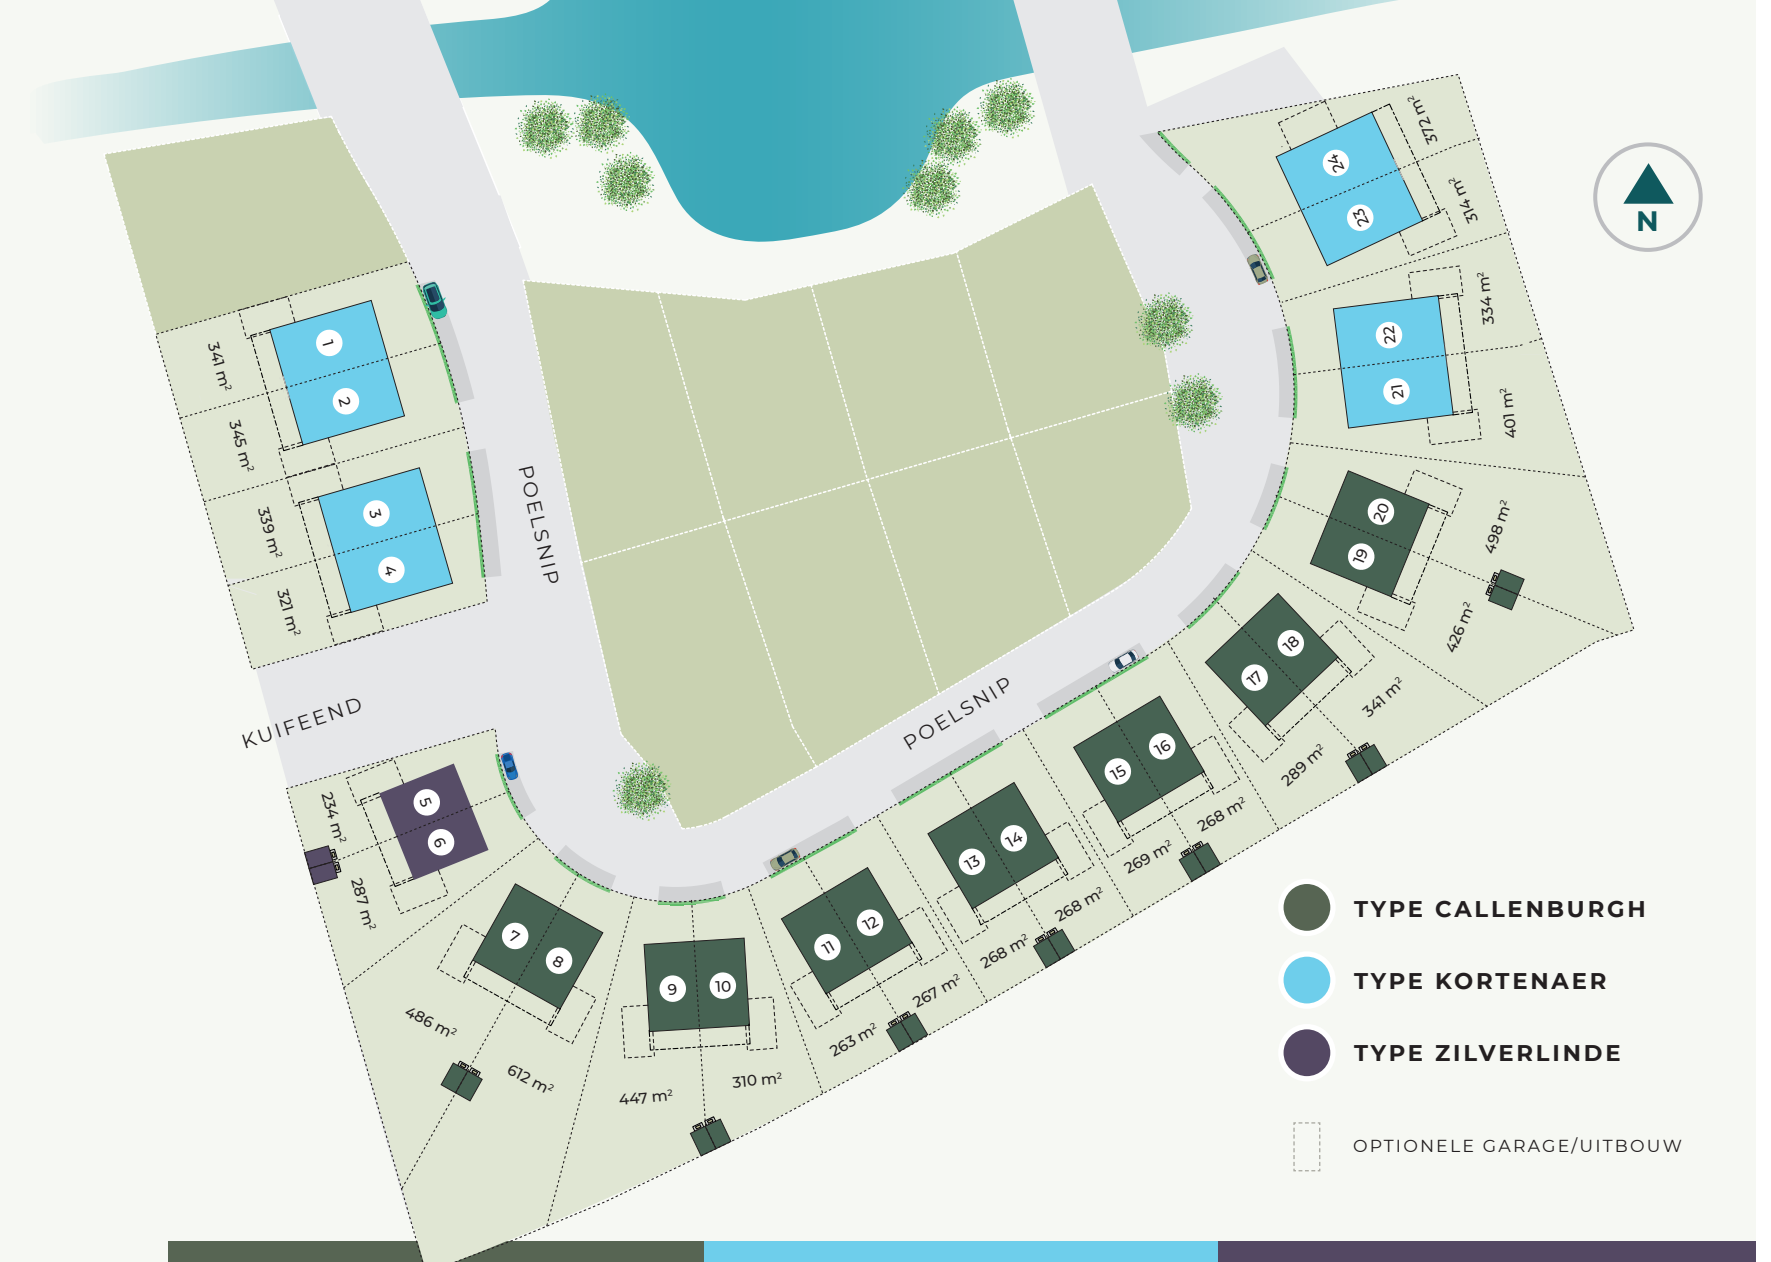 24
372 m²
23
314 m²
N
22
334 m²
21
401 m²
1
341 m²
2
345 m²
3
339 m²
4
321 m²
POELSNIP
KUIFEEND
POELSNIP
20
498 m²
19
426 m²
18
341 m²
17
289 m²
16
268 m²
15
269 m²
14
268 m²
13
268 m²
12
267 m²
11
263 m²
10
310 m²
9
447 m²
8
612 m²
7
486 m²
5
234 m²
6
287 m²
TYPE CALLENBURGH
TYPE KORTENAER
TYPE ZILVERLINDE
OPTIONELE GARAGE/UITBOUW